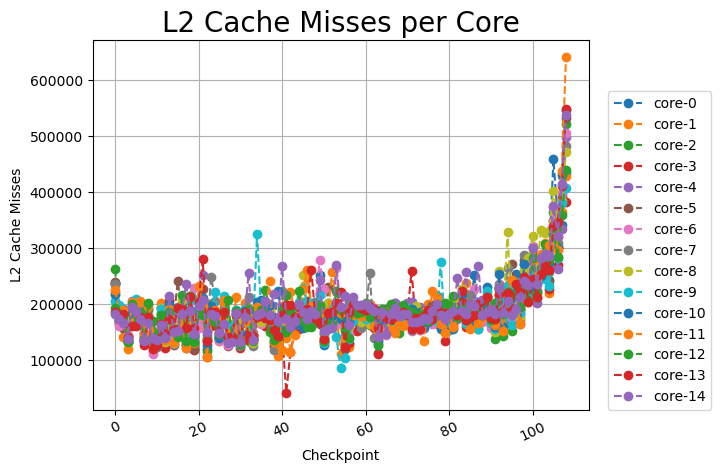 L2 Cache Misses per Core
600000
500000
400000
300000
200000
100000
L2 Cache Misses
0
20
40
60
80
100
Checkpoint
core-0
core-1
core-2
core-3
core-4
core-5
core-6
core-7
core-8
core-9
core-10
core-11
core-12
core-13
core-14